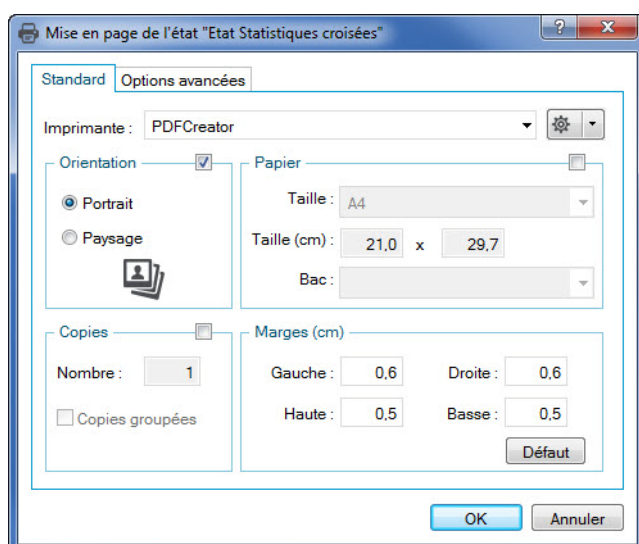 Mise en page de l'état "Etat Statistiques croisées"
? X
Standard Options avancées
Imprimante : PDFCreator
Orientation
Portrait
Paysage
Papier
Taille : A4
Taille (cm) : 21,0 x 29,7
Bac :
Copies
Nombre : 1
Copies groupées
Marges (cm)
Gauche : 0,6 Droite : 0,6
Haute : 0,5 Basse : 0,5
Défaut
OK Annuler